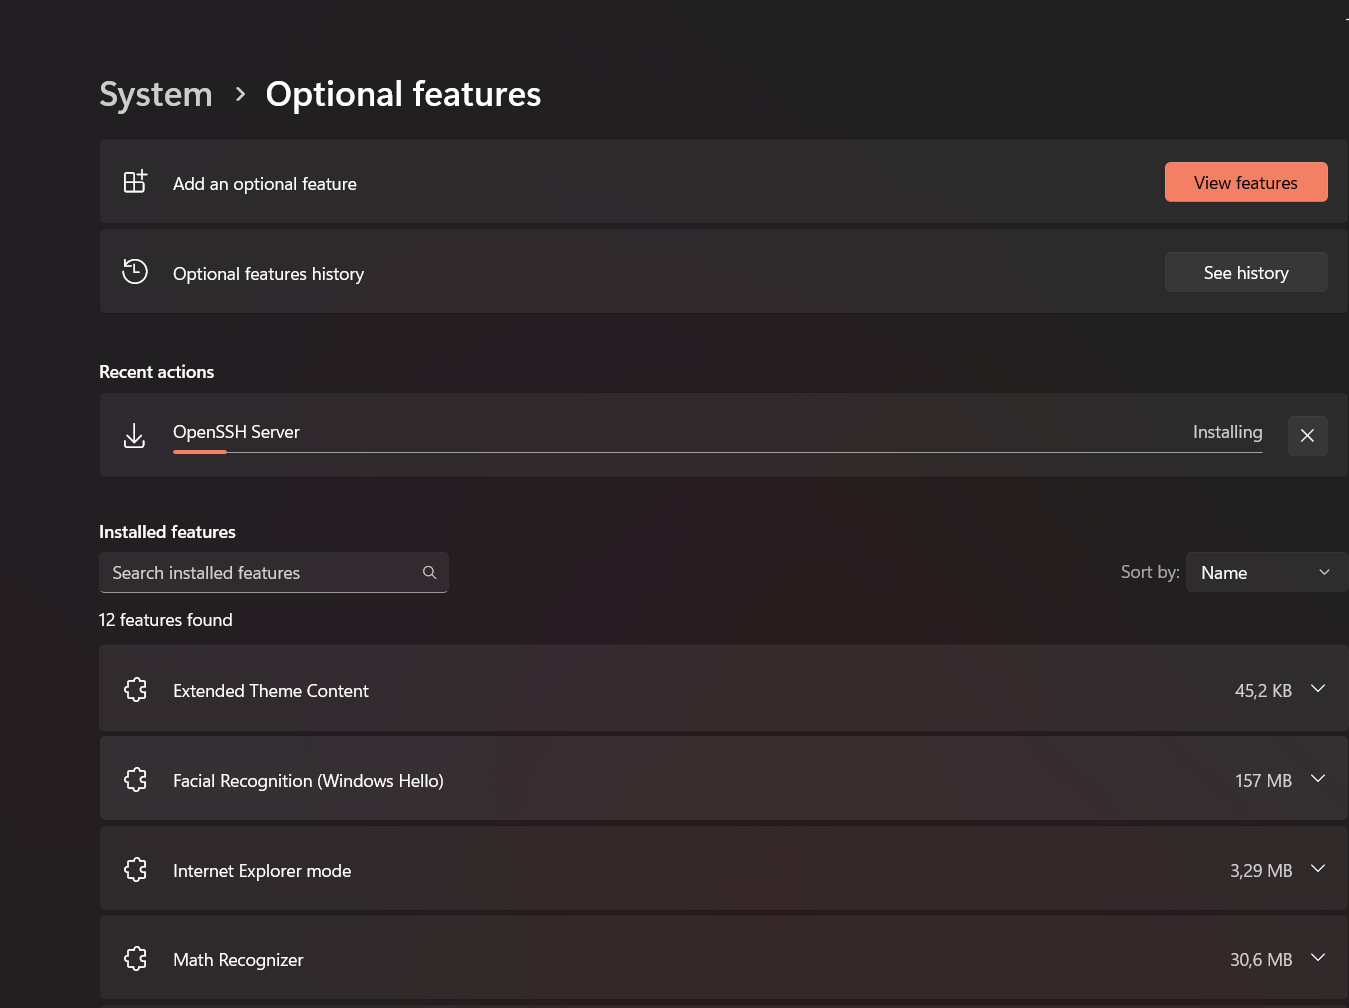 System > Optional features
Add an optional feature
View features
Optional features history
See history
Recent actions
OpenSSH Server
Installing
Installed features
Search installed features
Sort by: Name
12 features found
Extended Theme Content
45,2 KB
Facial Recognition (Windows Hello)
157 MB
Internet Explorer mode
3,29 MB
Math Recognizer
30,6 MB